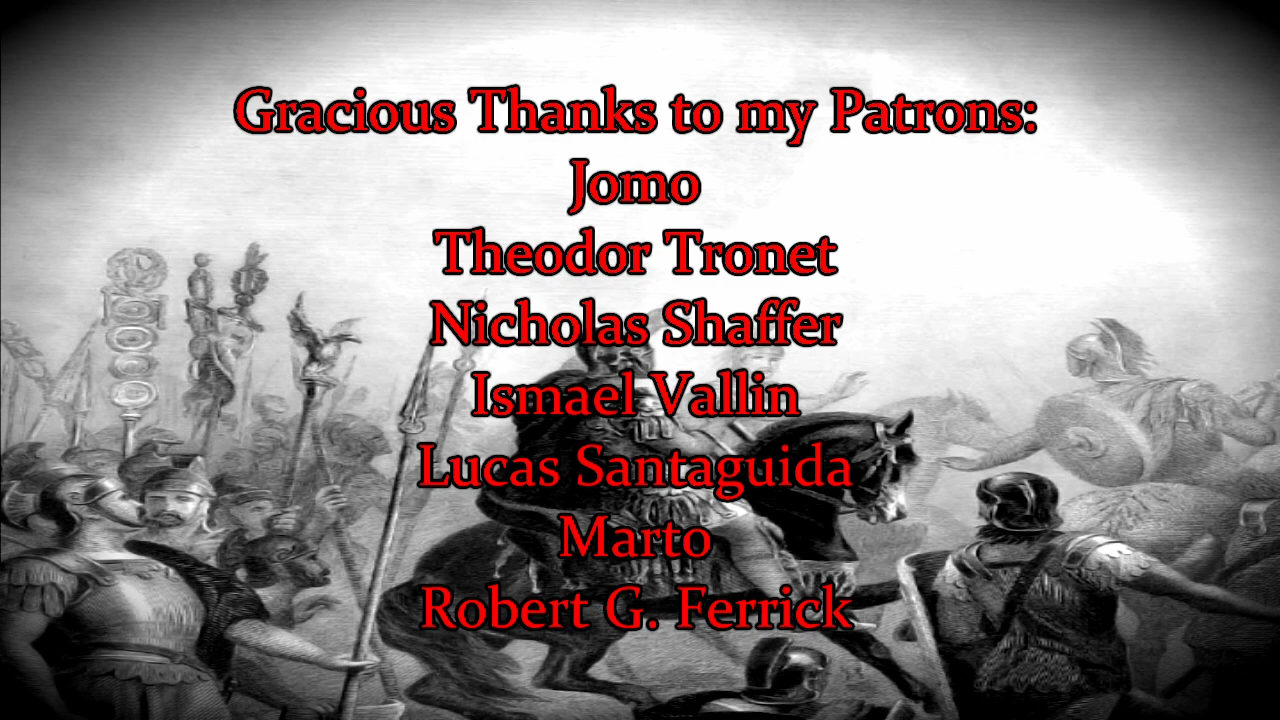 Gracious Thanks to my Patrons:
Jomo
Theodor Tronet
Nicholas Shaffer
Ismael Vallin
Lucas Santaguida
Marto
Robert G. Ferrick